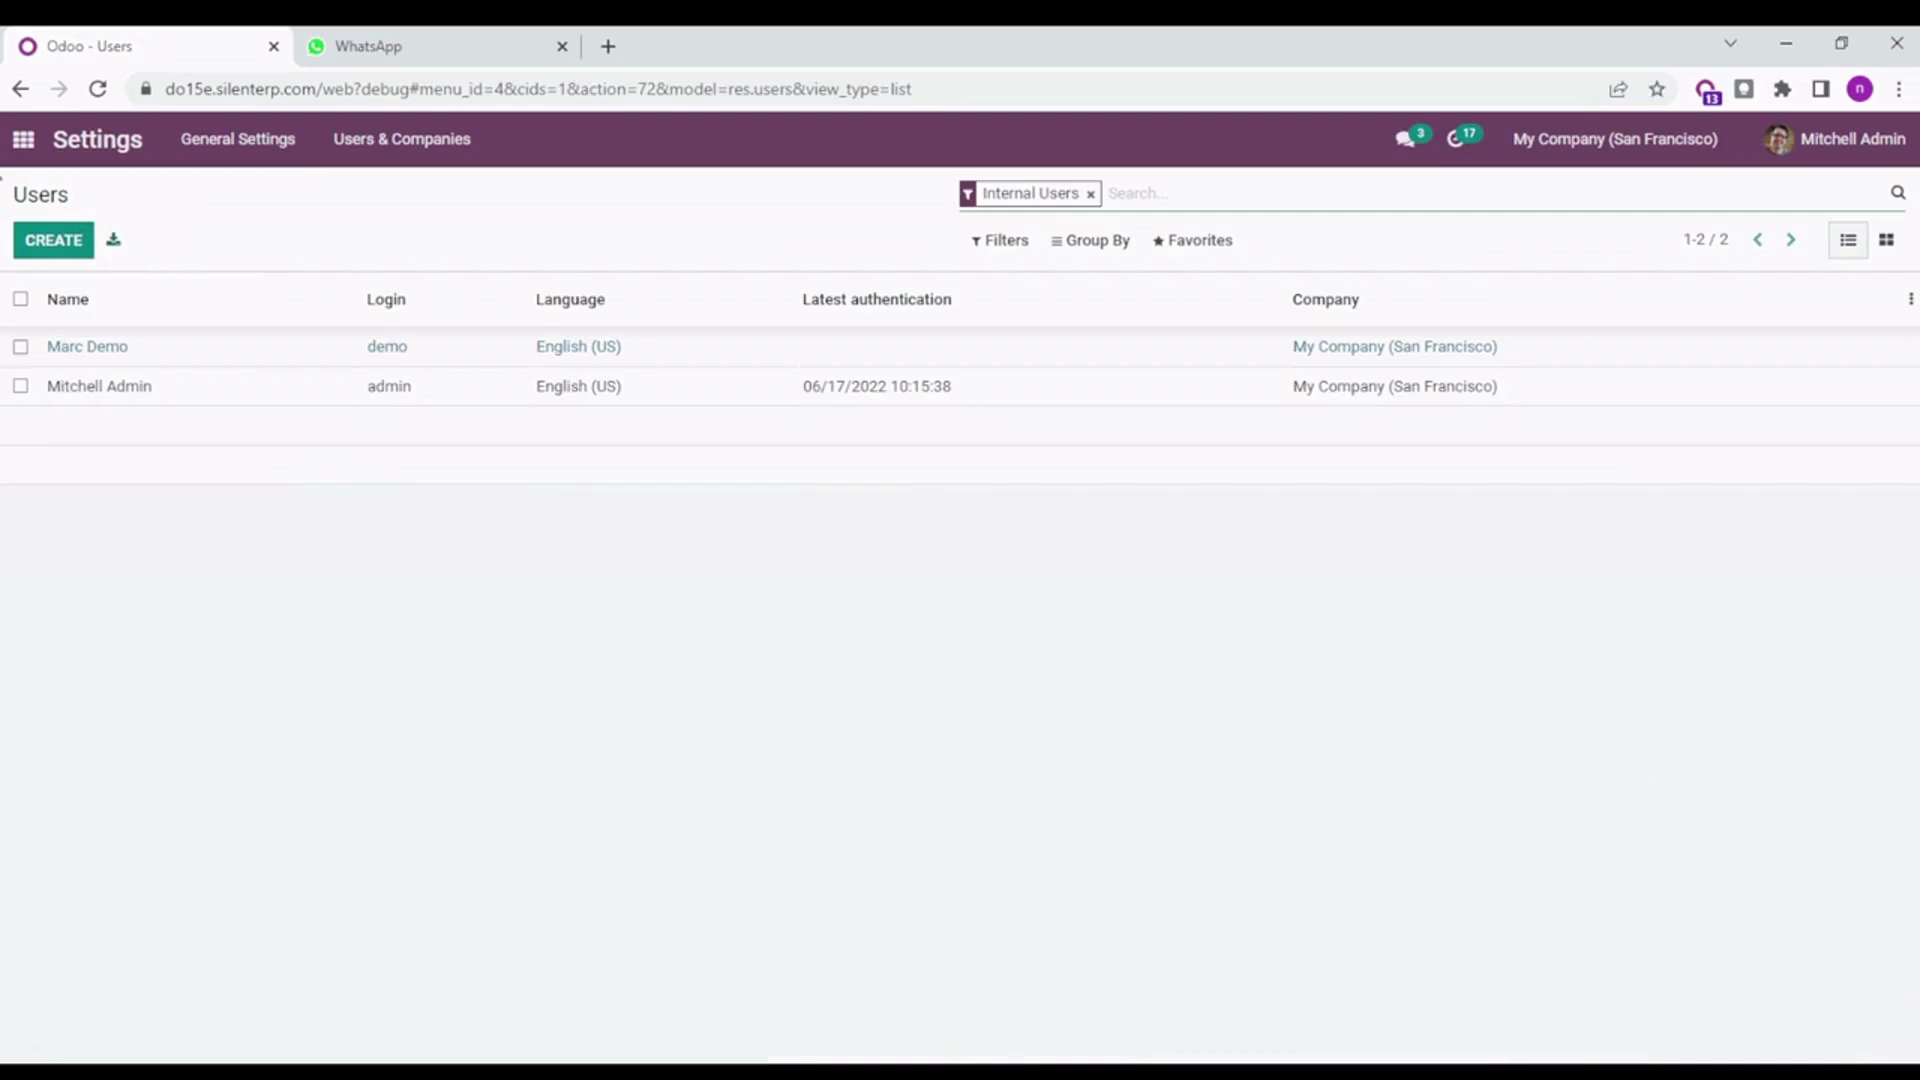 Odoo - Users
WhatsApp
do15e.silenterp.com/web?debug#menu_id=4&cids=1&action=72&model=res.users&view_type=list
13
n
Settings General Settings Users & Companies 3 17 My Company (San Francisco) Mitchell Admin
Users
Internal Users × Search...
CREATE Filters Group By Favorites 1-2 / 2
Name Login Language Latest authentication Company
Marc Demo demo English (US) My Company (San Francisco)
Mitchell Admin admin English (US) 06/17/2022 10:15:38 My Company (San Francisco)